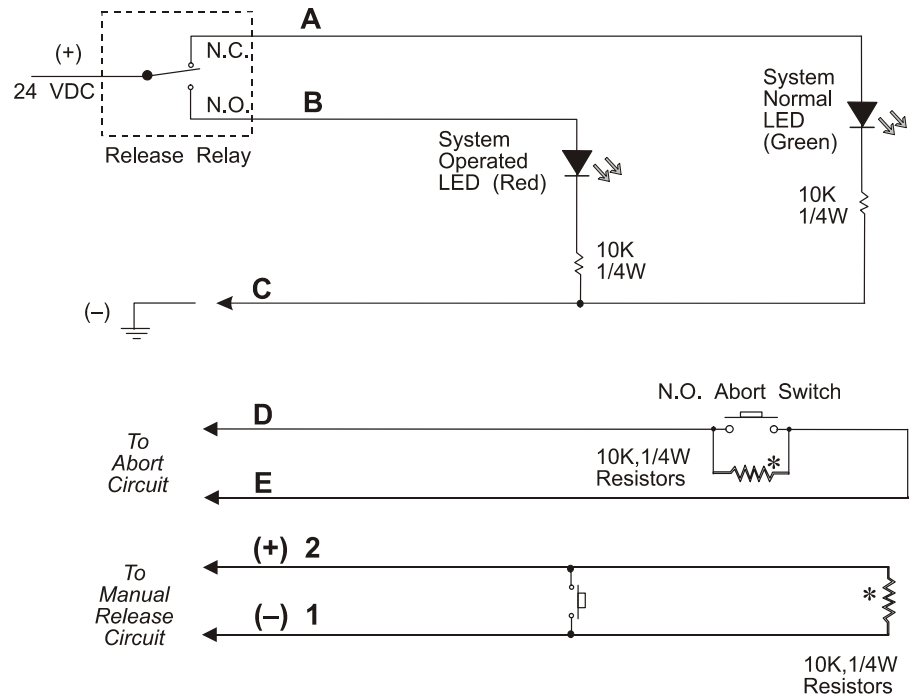 A
(+)
N.C.
24 VDC
N.O.
B
Release Relay
System
Normal
LED
(Green)
System
Operated
LED (Red)
10K
1/4W
10K
1/4W
C
(–)
N.O. Abort Switch
D
To
Abort
Circuit
10K,1/4W
Resistors
*
E
(+) 2
To
Manual
Release
Circuit
*
(–) 1
10K,1/4W
Resistors